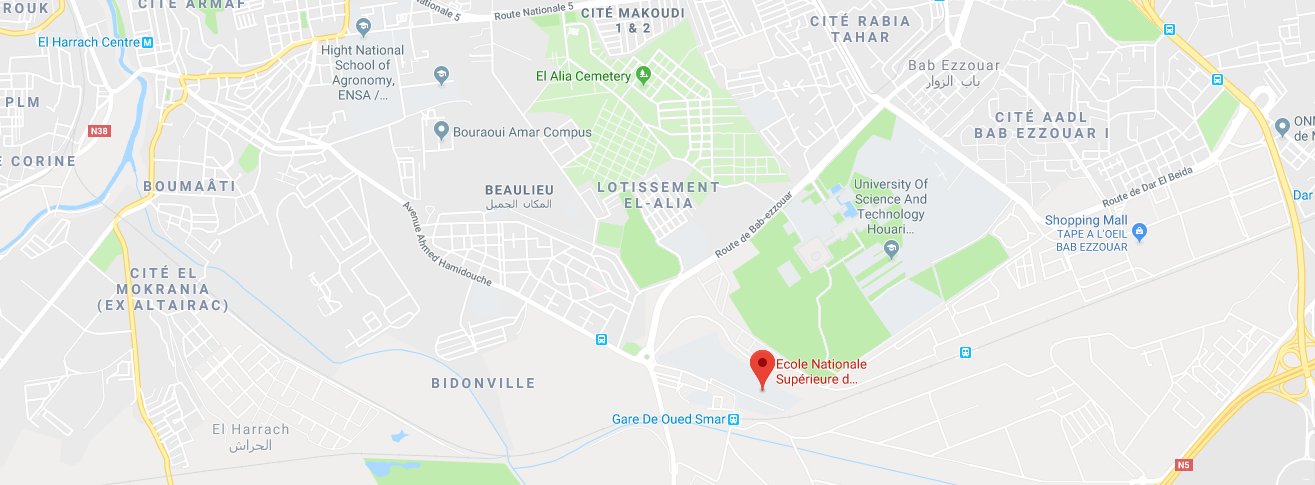 ROUK
CITÉ ARMAF
Nationale 5
Route Nationale 5
CITÉ MAKOUDI
1 & 2
CITÉ RABIA
TAHAR
El Harrach Centre
Hight National
School of
Agronomy,
ENSA /...
El Alia Cemetery
Bab Ezzouar
باب الزوار
PLM
N38
Bouraoui Amar Compus
CITÉ AADL
BAB EZZOUAR I
ONM
de M
E CORINE
BOUMAÂTI
BEAULIEU
المكان الجميل
LOTISSEMENT
EL-ALIA
University Of
Science And
Technology
Houari...
Route de Dar El Beida
Dar
Avenue Ahmed Hamidouche
Route de Bab-ezzouar
Shopping Mall
TAPE A L'OEIL
BAB EZZOUAR
CITÉ EL
MOKRANIA
(EX ALTAIRAC)
BIDONVILLE
Ecole Nationale
Supérieure d...
Gare De Oued Smar
El Harrach
الحراش
N5